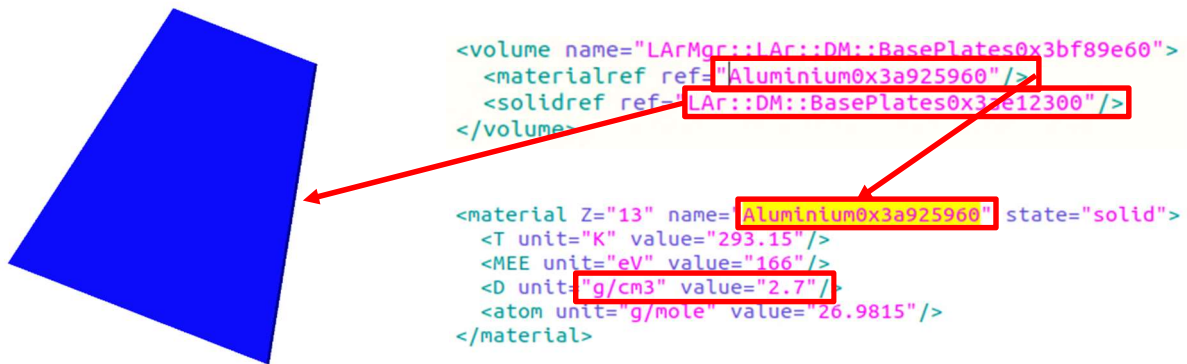 <volume name="LArMgr::LAr::DM::BasePlates0x3bf89e60">
<materialref ref="Aluminium0x3a925960"/>
<solidref ref="LAr::DM::BasePlates0x3ae12300"/>
</volume>
<material Z="13" name="Aluminium0x3a925960" state="solid">
<T unit="K" value="293.15"/>
<MEE unit="eV" value="166"/>
<D unit="g/cm3" value="2.7"/>
<atom unit="g/mole" value="26.9815"/>
</material>